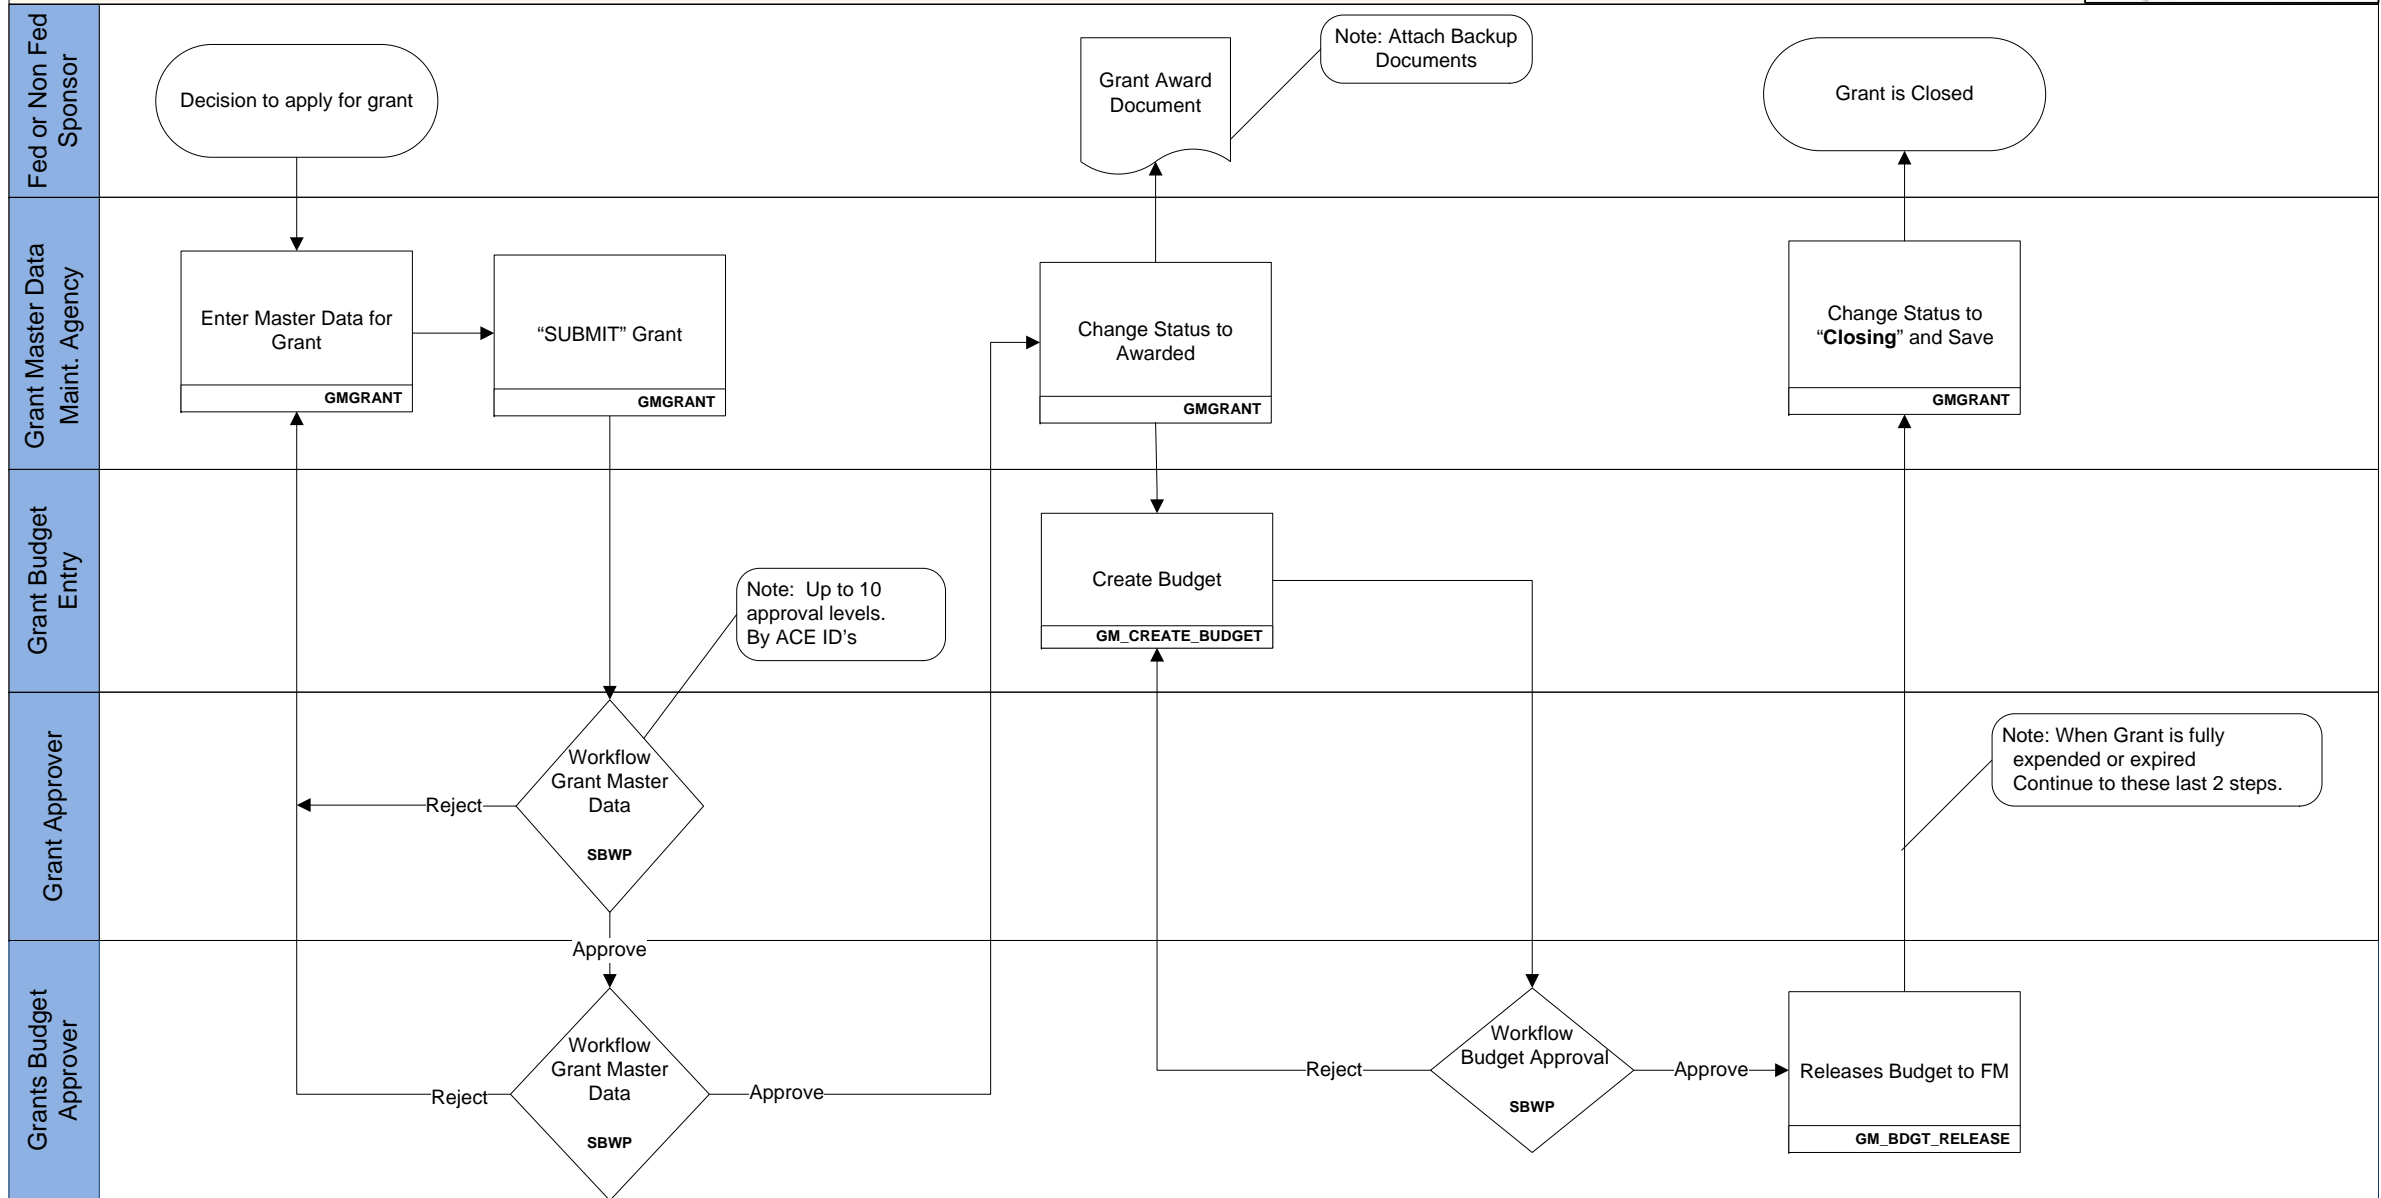 Fed or Non Fed
Sponsor
Decision to apply for grant
Grant Award
Document
Note: Attach Backup
Documents
Grant is Closed
Grant Master Data
Maint. Agency
Enter Master Data for
Grant
GMGRANT
“SUBMIT” Grant
GMGRANT
Change Status to
Awarded
GMGRANT
Change Status to
“Closing” and Save
GMGRANT
Grant Budget
Entry
Note: Up to 10
approval levels.
By ACE ID’s
Create Budget
GM_CREATE_BUDGET
Grant Approver
Workflow
Grant Master
Data
SBWP
Reject
Approve
Note: When Grant is fully
expended or expired
Continue to these last 2 steps.
Grants Budget
Approver
Workflow
Grant Master
Data
SBWP
Reject
Approve
Workflow
Budget Approval
SBWP
Reject
Approve
Releases Budget to FM
GM_BDGT_RELEASE